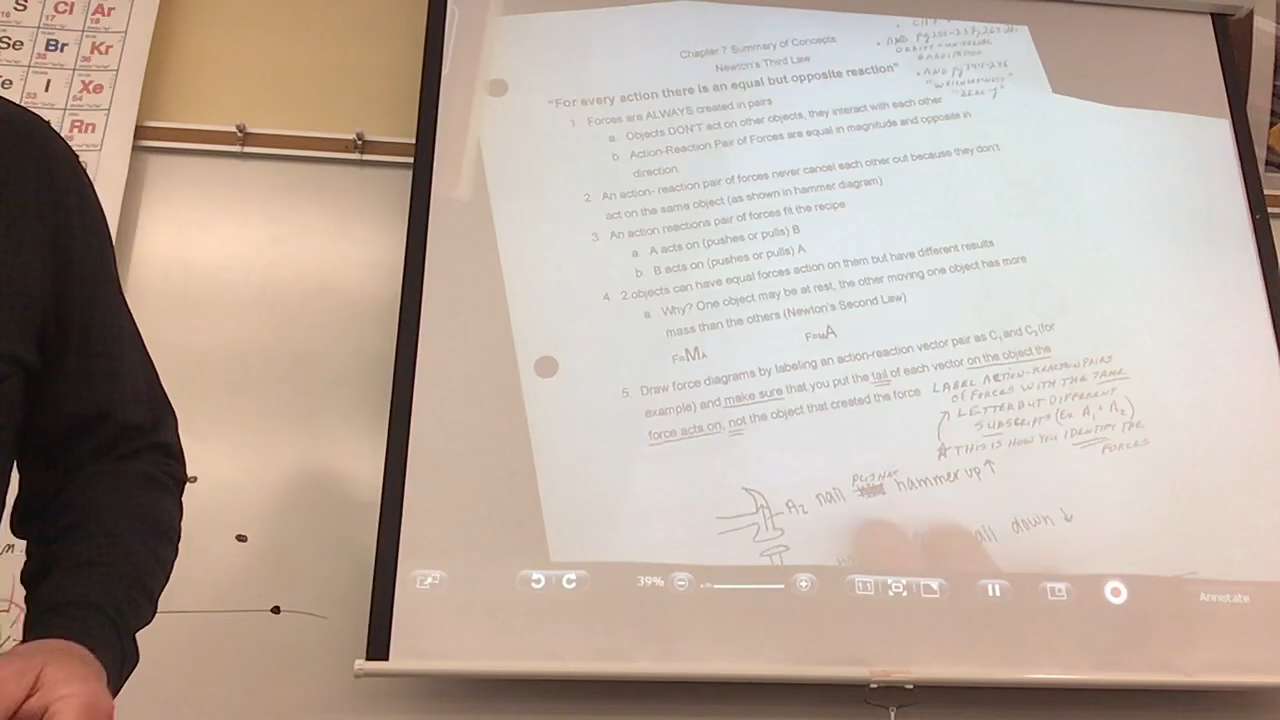 S
Cl
Ar
16
17
18
Se
Br
Kr
35
36
I
Xe
53
54
Rn
Chapter 7 Summary of Concepts
Newton's Third Law
"For every action there is an equal but opposite reaction"
1. Forces are ALWAYS created in pairs
a. Objects DON'T act on other objects, they interact with each other
b. Action-Reaction Pair of Forces are equal in magnitude and opposite in
direction
2. An action- reaction pair of forces never cancel each other out because they don't
act on the same object (as shown in hammer diagram)
3. An action reactions pair of forces fit the recipe
a. A acts on (pushes or pulls) B
b. B acts on (pushes or pulls) A
4. 2 objects can have equal forces action on them but have different results
a. Why? One object may be at rest, the other moving one object has more
mass than the others (Newton's Second Law)
F=MA F=MA
5. Draw force diagrams by labeling an action-reaction vector pair as C₁ and C₂ (for
example) and make sure that you put the tail of each vector on the object the
force acts on, not the object that created the force
LABEL ACTION-REACTION PAIRS
OF FORCES WITH THE SAME
LETTER BUT DIFFERENT
SUBSCRIPTS (Ex A₁ + A₂)
THIS IS HOW YOU IDENTIFY THE
FORCES
A₂ nail PUSHES hammer up ↑
down ↓
39%
1:1
Annotate